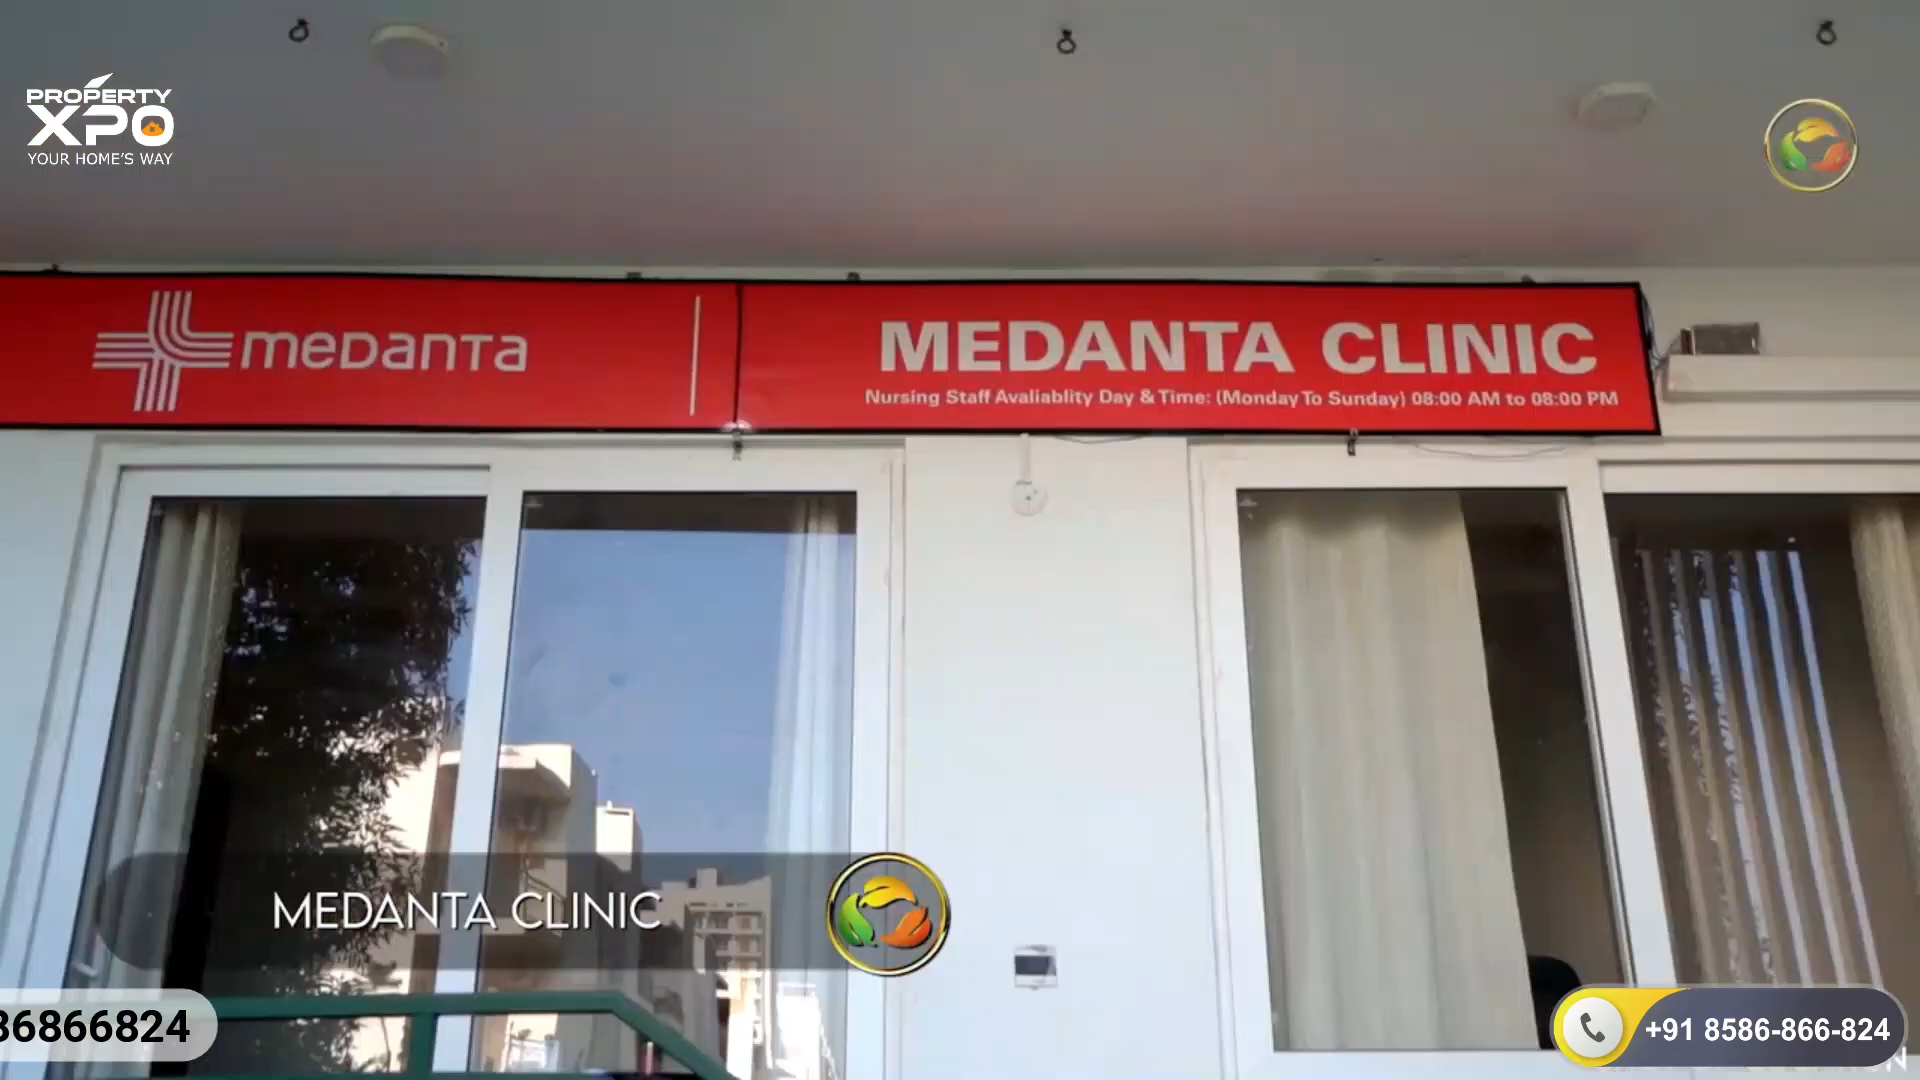 PROPERTY
XPO
YOUR HOME'S WAY
meDanTa
MEDANTA CLINIC
Nursing Staff Avaliablity Day & Time: (Monday To Sunday) 08:00 AM to 08:00 PM
MEDANTA CLINIC
86866824
+91 8586-866-824